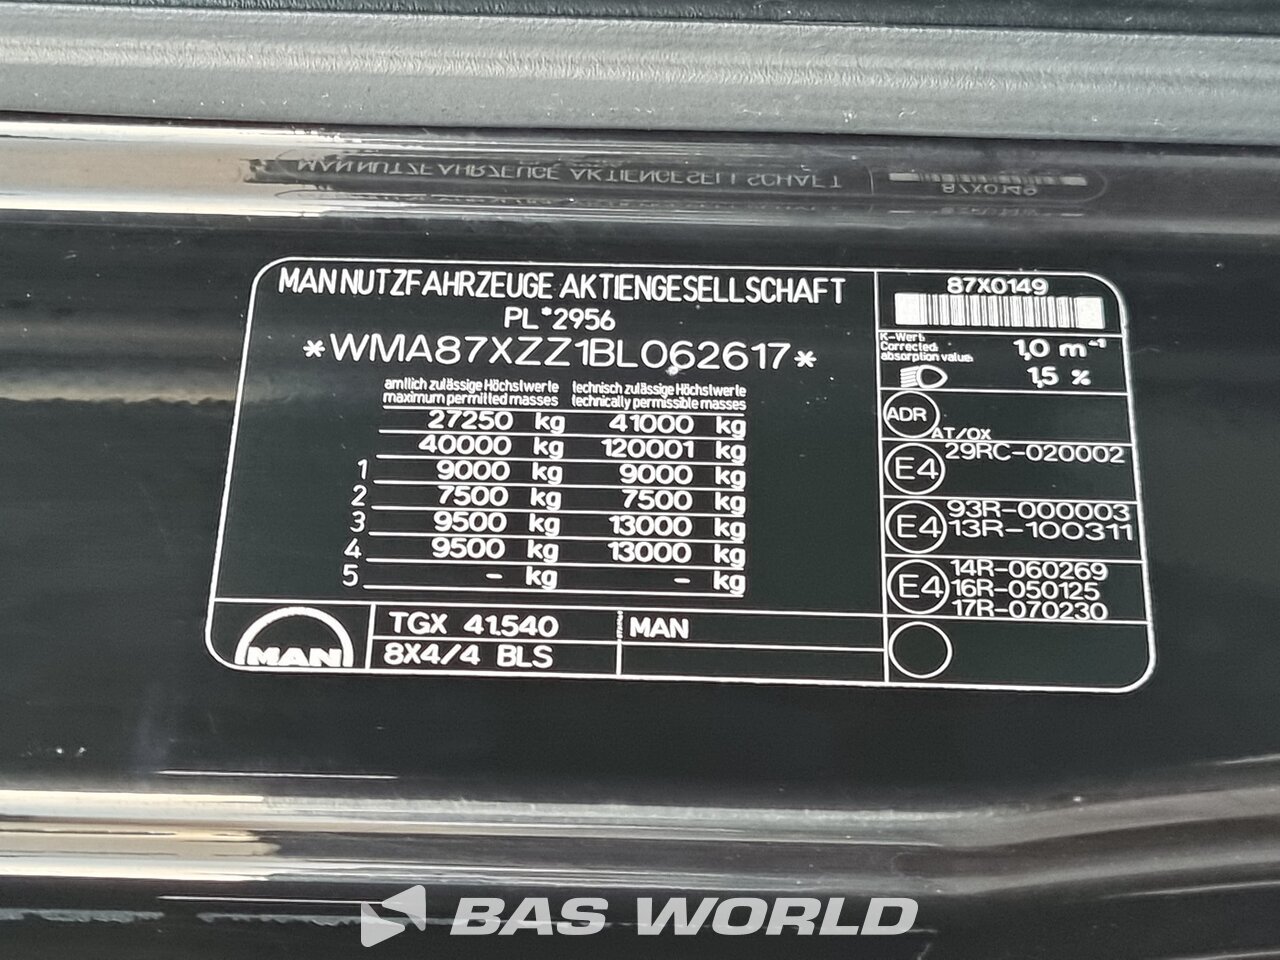 MAN NUTZFAHRZEUGE AKTIENGESELLSCHAFT
PL*2956
*WMA87XZZ1BL062617*
amtlich zulässige Höchstwerte technisch zulässige Höchstwerte
maximum permitted masses technically permissible masses
27250 kg 41000 kg
40000 kg 120001 kg
1 9000 kg 9000 kg
2 7500 kg 7500 kg
3 9500 kg 13000 kg
4 9500 kg 13000 kg
5 - kg - kg
MAN
TGX 41.540
8X4/4 BLS
MAN
87X0149
K-Wert:
Corrected
absorption value:
1,0 m⁻¹
1,5 %
ADR
AT/OX
E4 29RC-020002
E4 93R-000003
13R-100311
E4 14R-060269
16R-050125
17R-070230
BAS WORLD